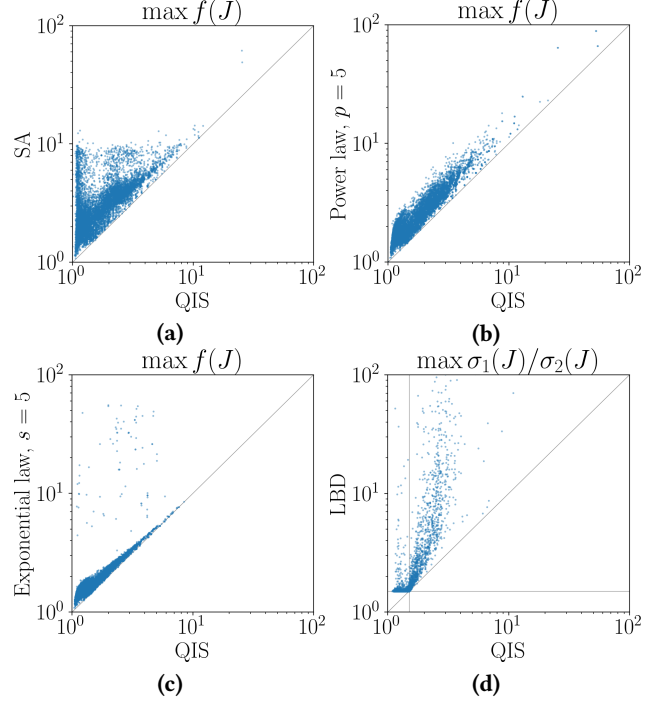 max f(J)
max f(J)
SA
10^2
10^1
10^0
10^0
10^1
10^2
QIS
Power law, p = 5
10^2
10^1
10^0
10^0
10^1
10^2
QIS
(a)
(b)
max f(J)
max σ₁(J)/σ₂(J)
Exponential law, s = 5
10^2
10^1
10^0
10^0
10^1
10^2
QIS
LBD
10^2
10^1
10^0
10^0
10^1
10^2
QIS
(c)
(d)